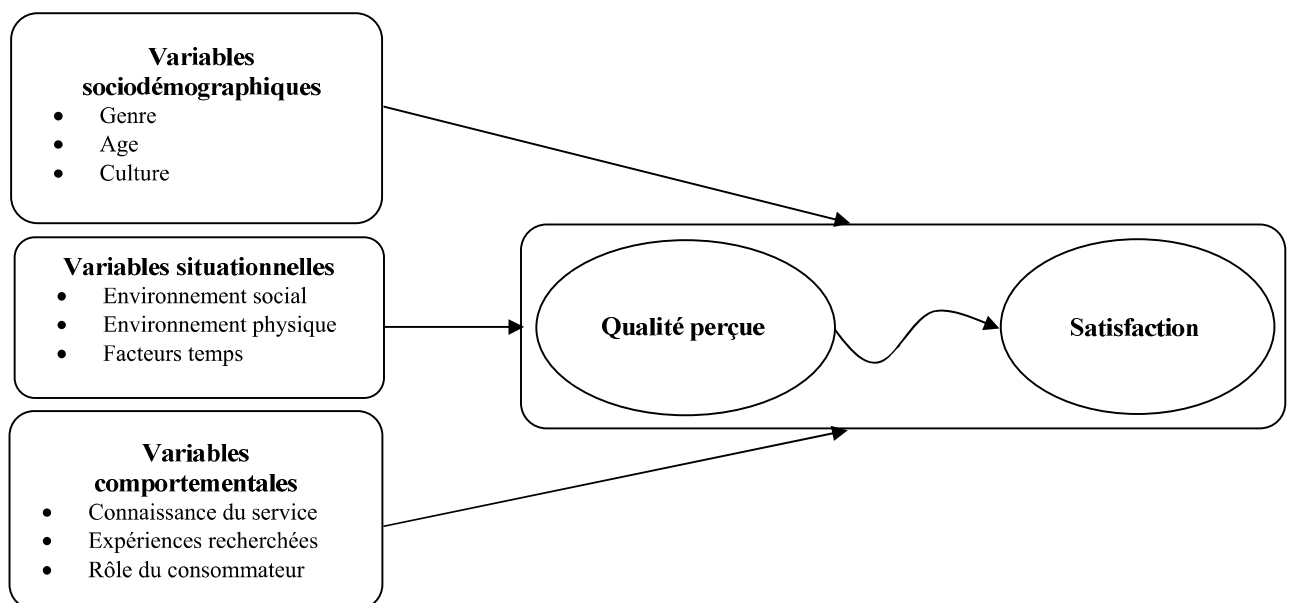 Variables
sociodémographiques
• Genre
• Age
• Culture
Variables situationnelles
• Environnement social
• Environnement physique
• Facteurs temps
Variables
comportementales
• Connaissance du service
• Expériences recherchées
• Rôle du consommateur
Qualité perçue
Satisfaction